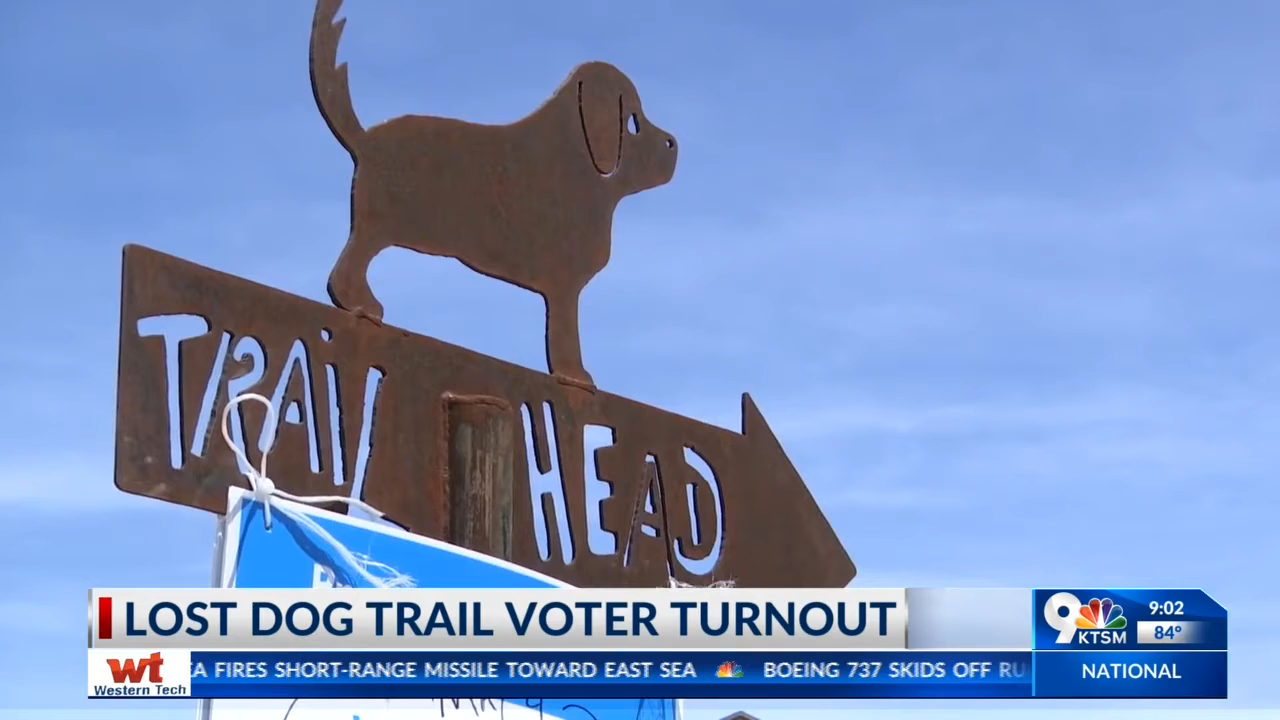 TRAiL HEAD
LOST DOG TRAIL VOTER TURNOUT
9 KTSM
9:02
84°
wt
Western Tech
FIRES SHORT-RANGE MISSILE TOWARD EAST SEA
BOEING 737 SKIDS OFF
NATIONAL